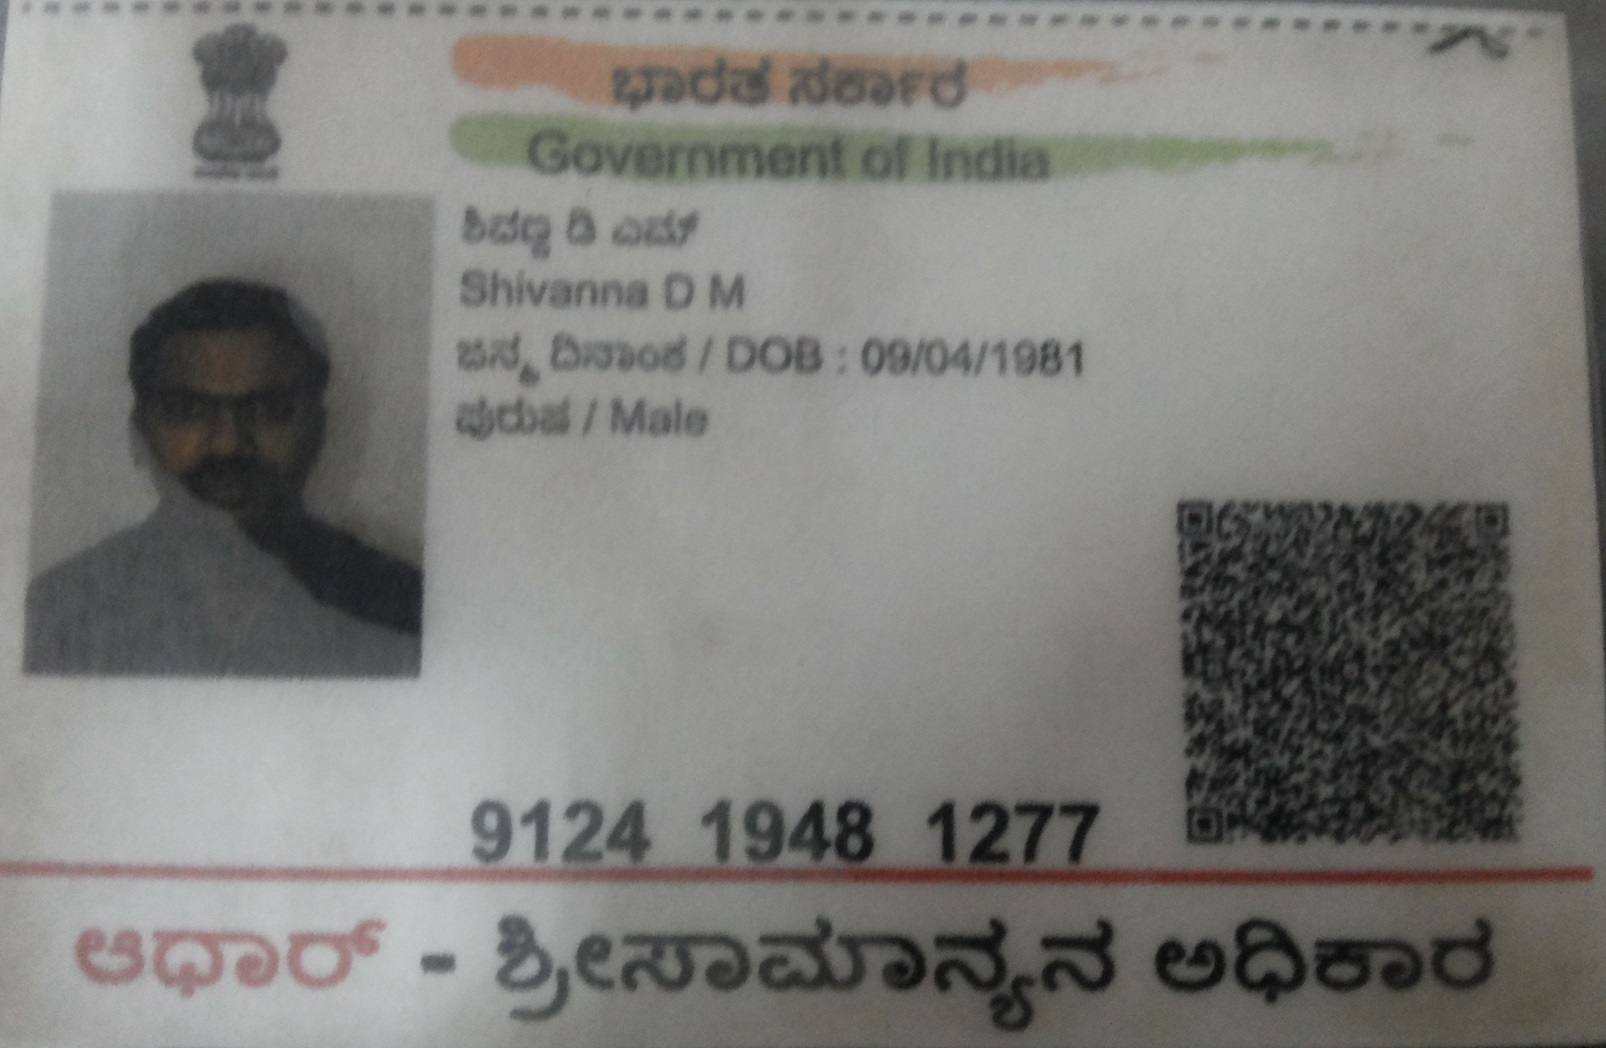 ಭಾರತ ಸರ್ಕಾರ
Government of India
ಶಿವಣ್ಣ ಡಿ ಎಮ್
Shivanna D M
ಜನ್ಮ ದಿನಾಂಕ / DOB : 09/04/1981
ಪುರುಷ / Male
9124 1948 1277
ಆಧಾರ್ - ಶ್ರೀಸಾಮಾನ್ಯನ ಅಧಿಕಾರ